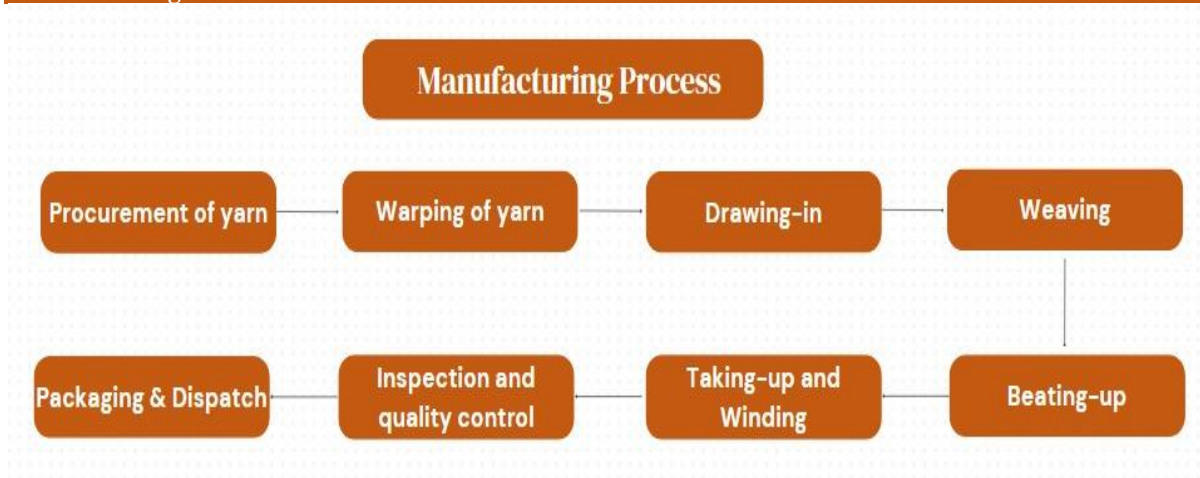 Manufacturing Process
Procurement of yarn
Warping of yarn
Drawing-in
Weaving
Beating-up
Taking-up and
Winding
Inspection and
quality control
Packaging & Dispatch